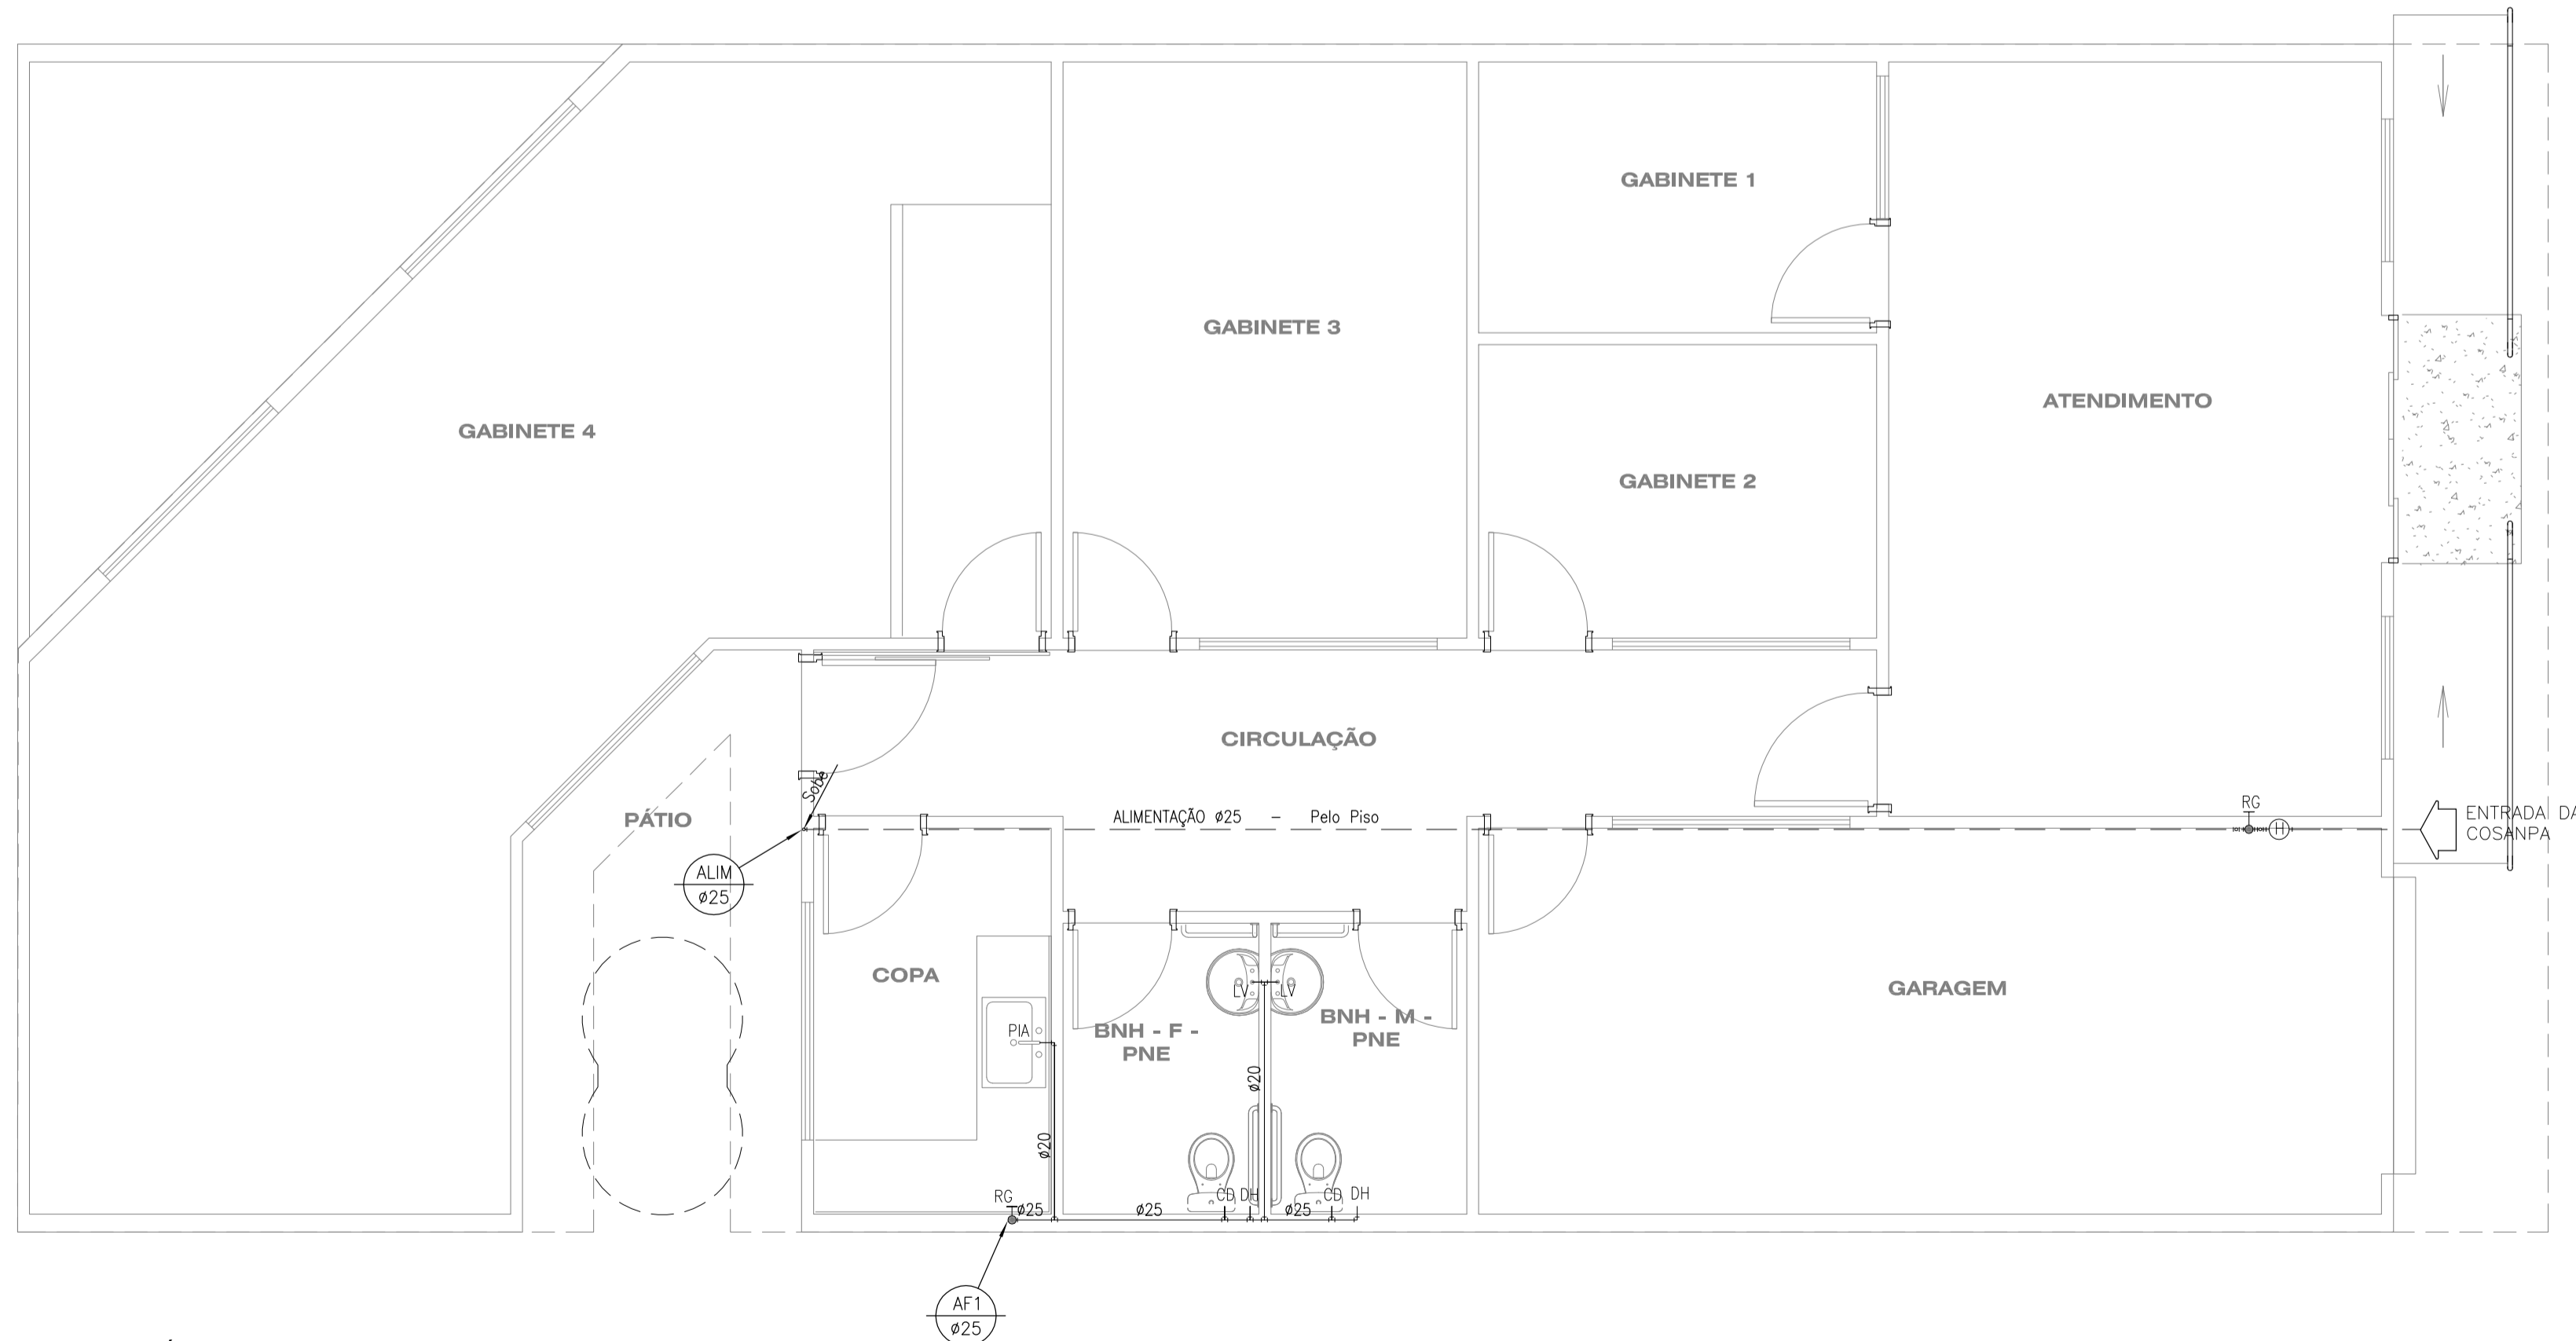 GABINETE 1
GABINETE 3
ATENDIMENTO
GABINETE 4
GABINETE 2
CIRCULAÇÃO
Sobe
PÁTIO
ALIMENTAÇÃO ø25 - Pelo Piso
RG
H
ENTRADA DA
COSANPA
ALIM
ø25
COPA
LV
LV
GARAGEM
PIA
BNH - F -
PNE
BNH - M -
PNE
ø20
ø20
RG
ø25
ø25
CD DH
ø25
CD DH
AF1
ø25